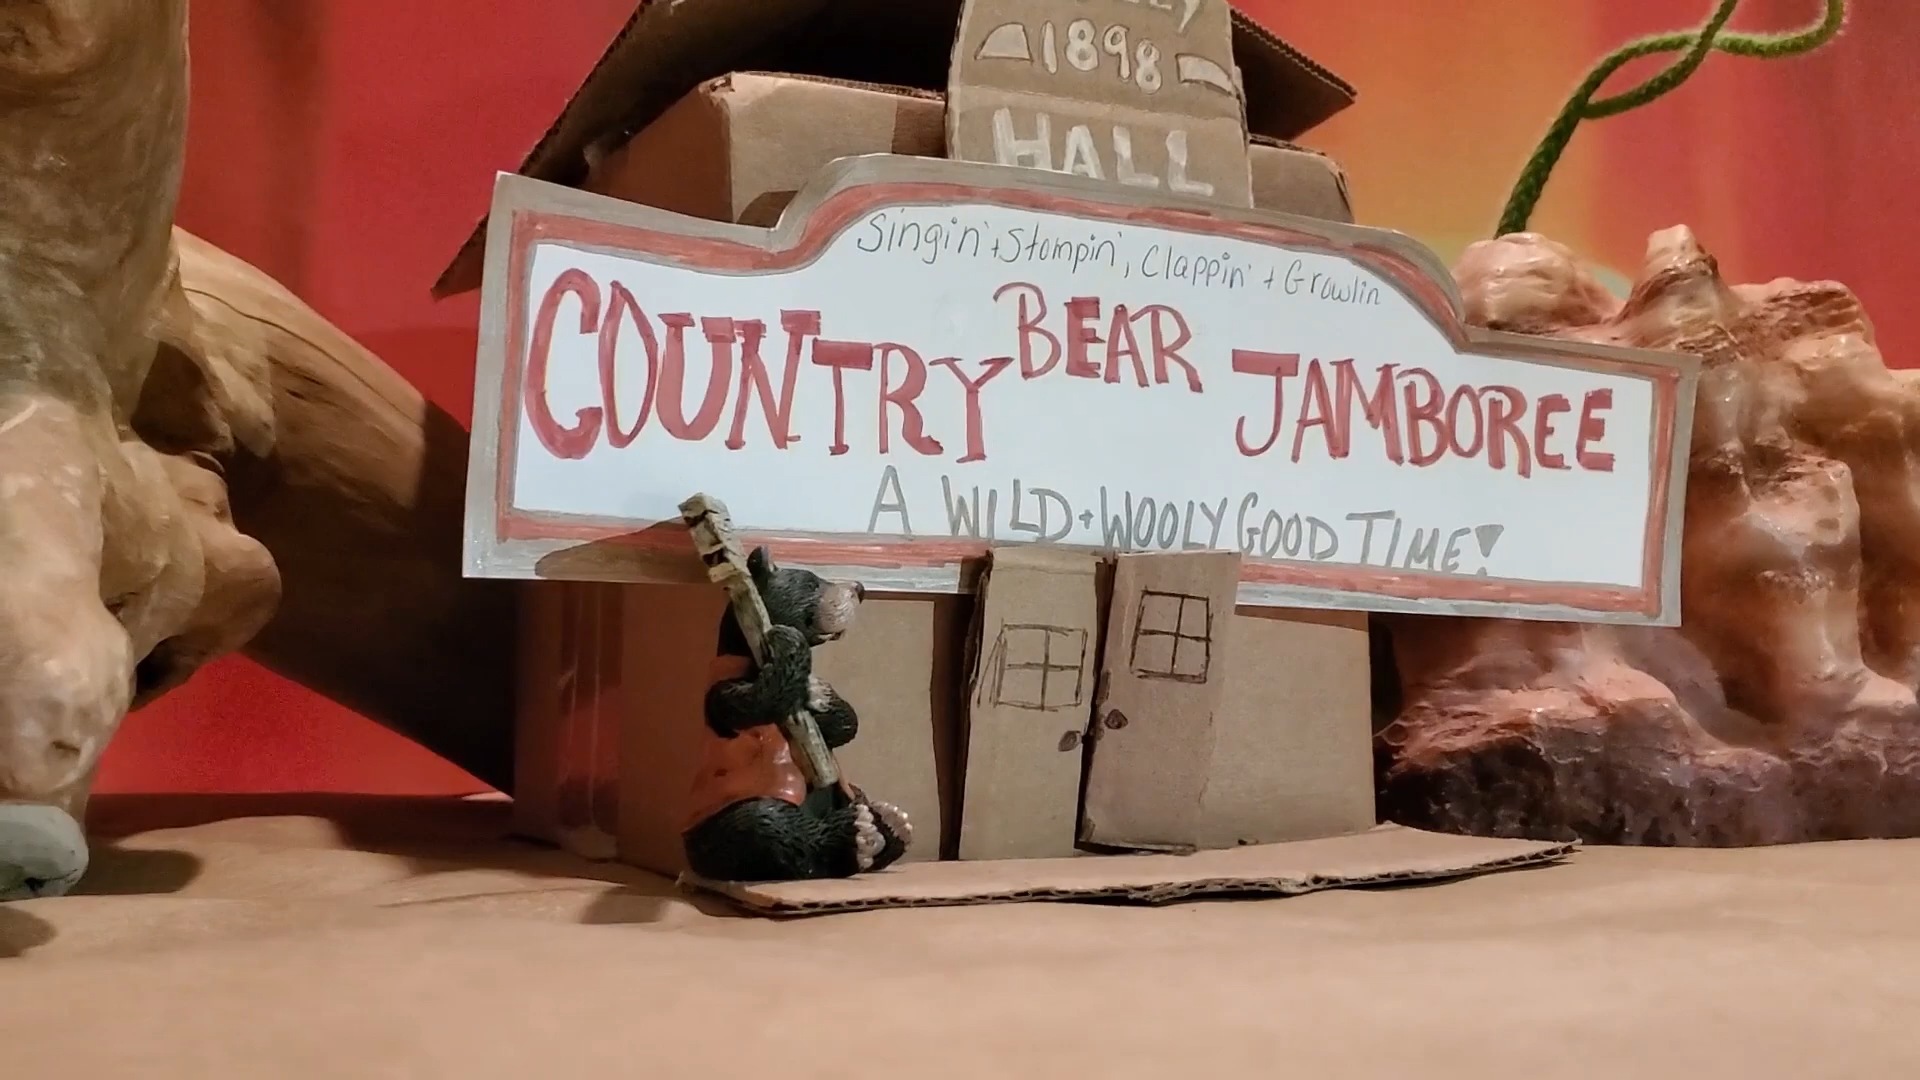 1898
HALL
Singin' + Stompin', Clappin' + Growlin
COUNTRY BEAR JAMBOREE
A WILD + WOOLY GOOD TIME!